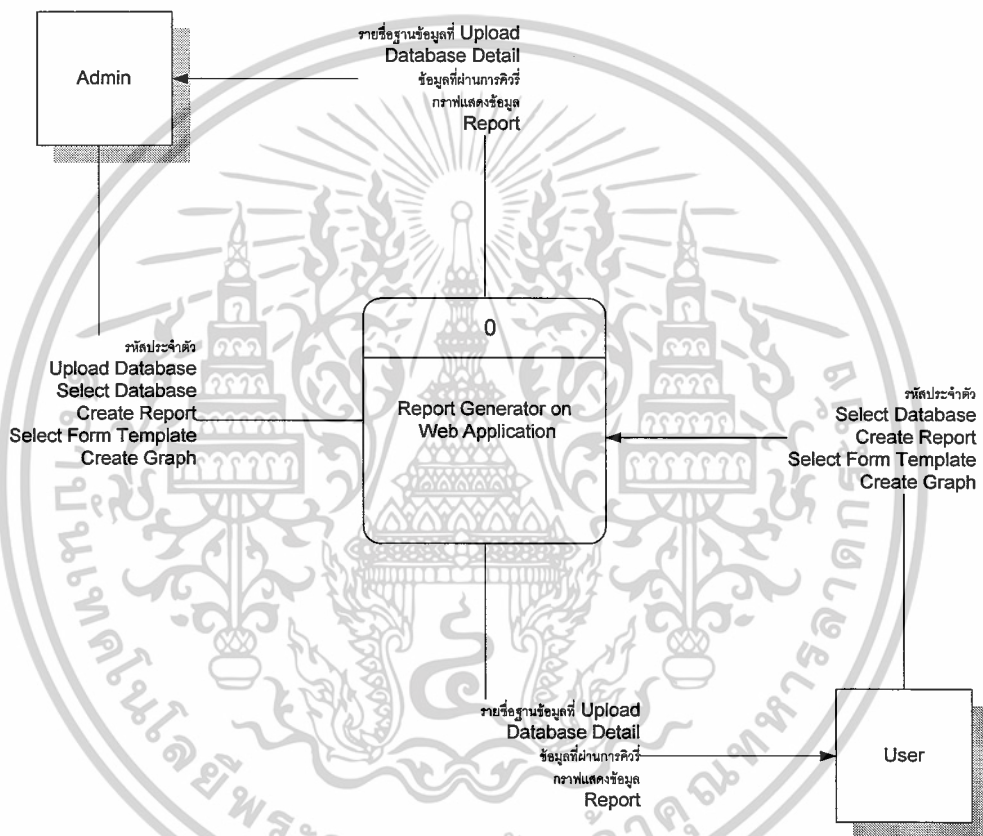 Admin
รายชื่อฐานข้อมูลที่ Upload
Database Detail
ข้อมูลที่ผ่านการคิวรี่
กราฟแสดงข้อมูล
Report
0
Report Generator on
Web Application
รหัสประจำตัว
Upload Database
Select Database
Create Report
Select Form Template
Create Graph
รหัสประจำตัว
Select Database
Create Report
Select Form Template
Create Graph
รายชื่อฐานข้อมูลที่ Upload
Database Detail
ข้อมูลที่ผ่านการคิวรี่
กราฟแสดงข้อมูล
Report
User